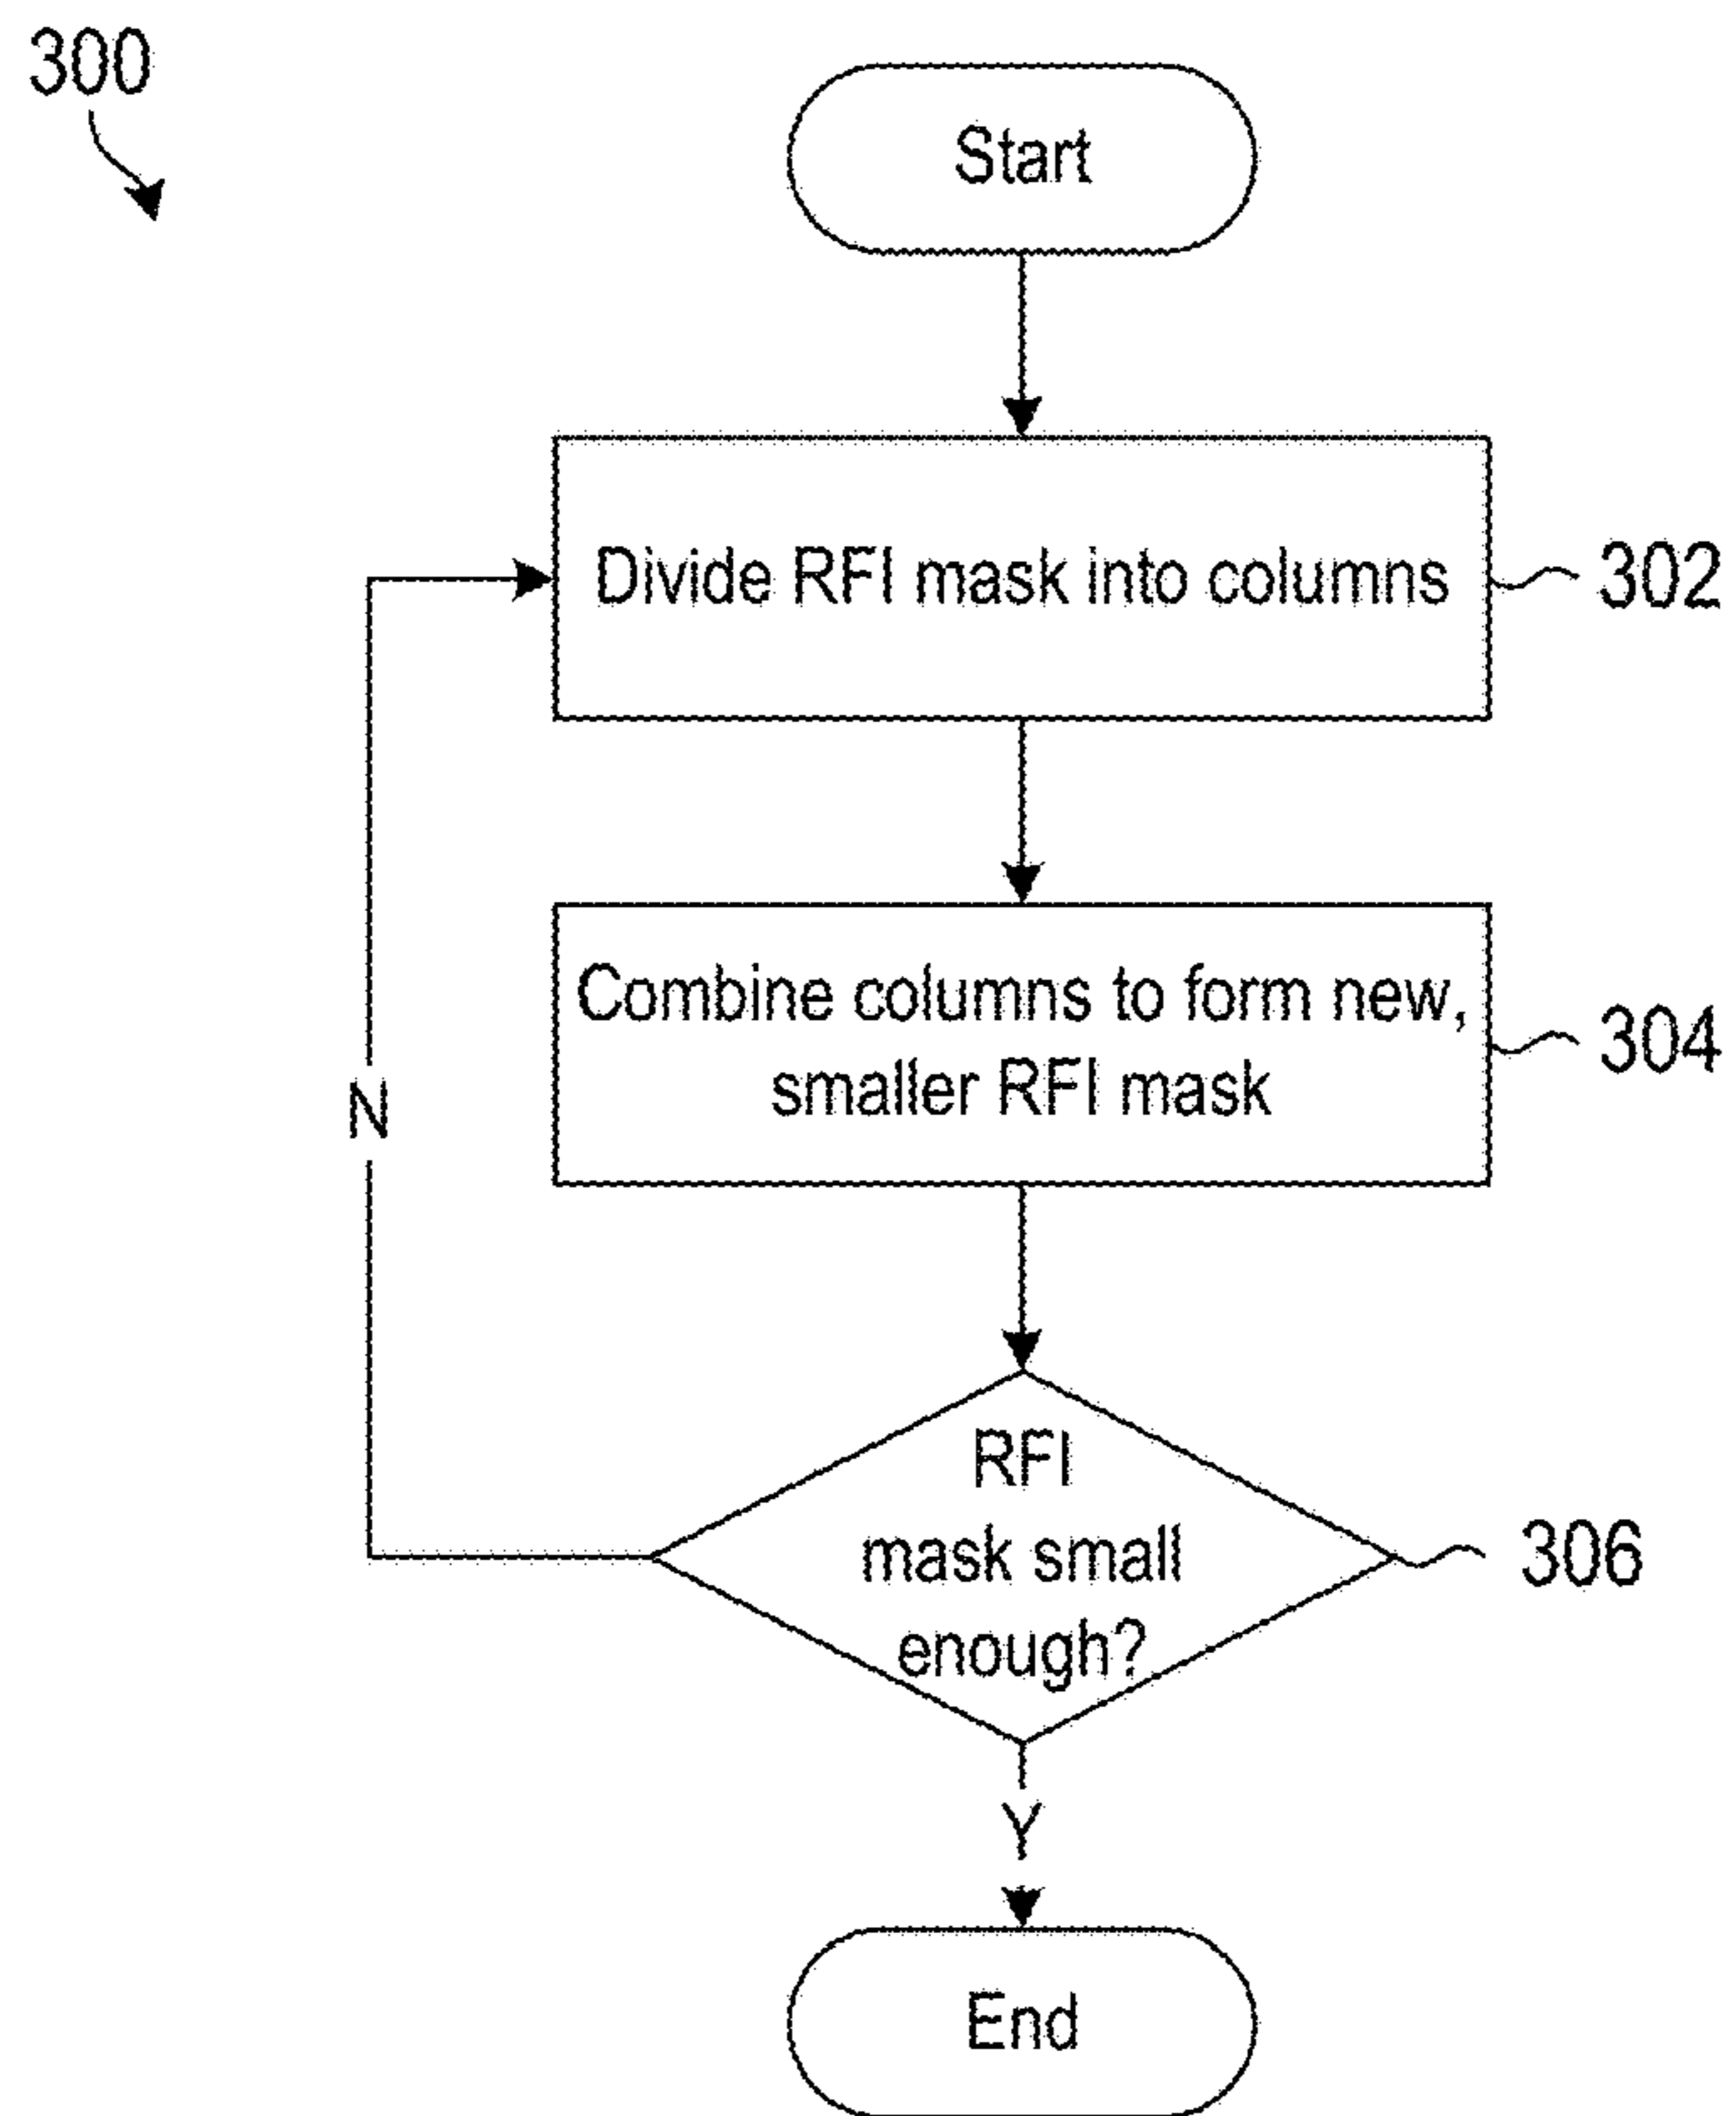 300
Start
Divide RFI mask into columns
302
Combine columns to form new,
smaller RFI mask
304
N
RFI
mask small
enough?
306
Y
End